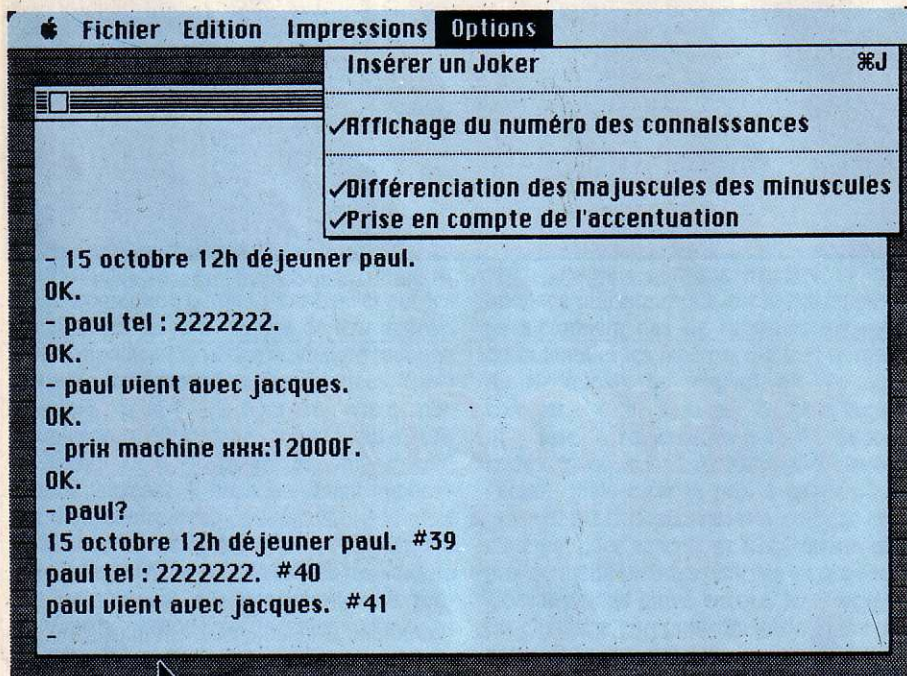 Fichier Edition Impressions Options
Insérer un Joker ⌘J
✓Affichage du numéro des connaissances
✓Différenciation des majuscules des minuscules
✓Prise en compte de l'accentuation
- 15 octobre 12h déjeuner paul.
OK.
- paul tel : 2222222.
OK.
- paul vient avec jacques.
OK.
- prix machine xxx:12000F.
OK.
- paul?
15 octobre 12h déjeuner paul. #39
paul tel : 2222222. #40
paul vient avec jacques. #41
-